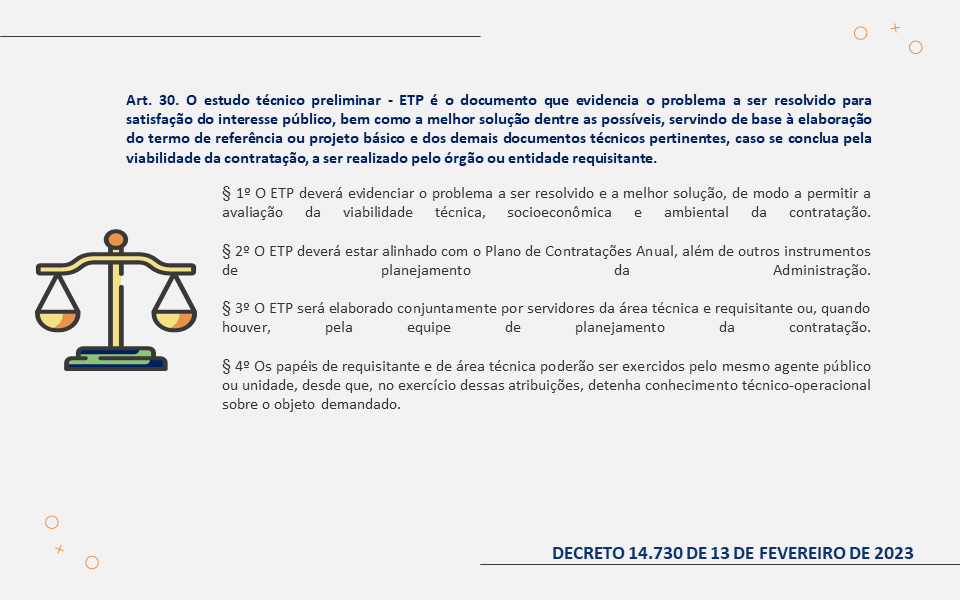 Art. 30. O estudo técnico preliminar - ETP é o documento que evidencia o problema a ser resolvido para
satisfação do interesse público, bem como a melhor solução dentre as possíveis, servindo de base à elaboração
do termo de referência ou projeto básico e dos demais documentos técnicos pertinentes, caso se conclua pela
viabilidade da contratação, a ser realizado pelo órgão ou entidade requisitante.
§ 1º O ETP deverá evidenciar o problema a ser resolvido e a melhor solução, de modo a permitir a
avaliação da viabilidade técnica, socioeconômica e ambiental da contratação.
§ 2º O ETP deverá estar alinhado com o Plano de Contratações Anual, além de outros instrumentos
de planejamento da Administração.
§ 3º O ETP será elaborado conjuntamente por servidores da área técnica e requisitante ou, quando
houver, pela equipe de planejamento da contratação.
§ 4º Os papéis de requisitante e de área técnica poderão ser exercidos pelo mesmo agente público
ou unidade, desde que, no exercício dessas atribuições, detenha conhecimento técnico-operacional
sobre o objeto demandado.
DECRETO 14.730 DE 13 DE FEVEREIRO DE 2023